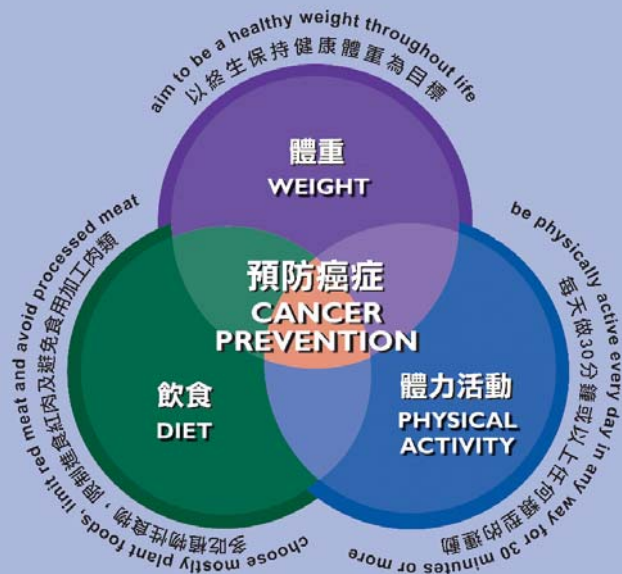 aim to be a healthy weight throughout life
以終生保持健康體重為目標
體重
WEIGHT
預防癌症
CANCER
PREVENTION
飲食
DIET
體力活動
PHYSICAL
ACTIVITY
choose mostly plant foods, limit red meat and avoid processed meat
多吃植物性食物，限制進食紅肉及避免食用加工肉類
be physically active every day in any way for 30 minutes or more
每天做30分鐘或以上任何類型的運動